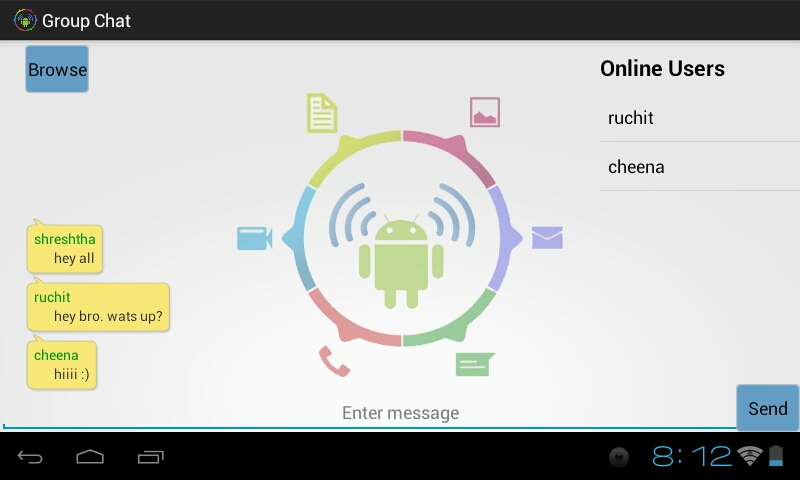 Group Chat
Browse
Online Users
ruchit
cheena
shreshtha
hey all
ruchit
hey bro. wats up?
cheena
hiiii :)
Enter message
Send
8:12